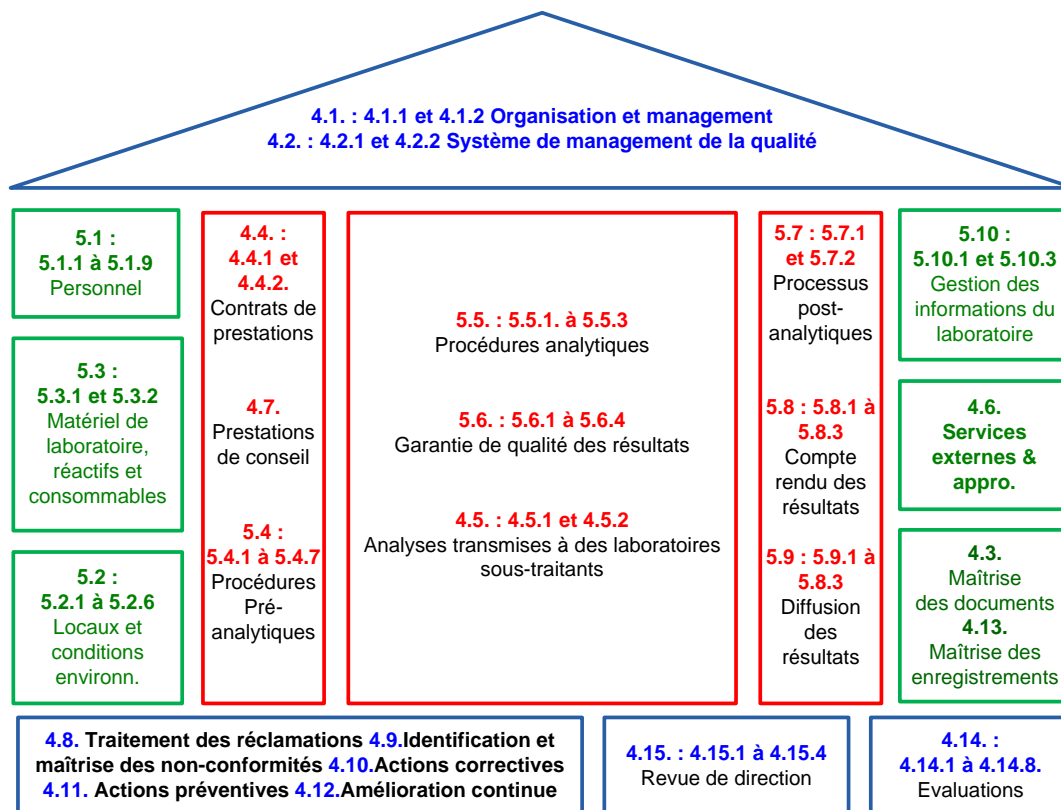 4.1. : 4.1.1 et 4.1.2 Organisation et management
4.2. : 4.2.1 et 4.2.2 Système de management de la qualité
5.1 :
5.1.1 à 5.1.9
Personnel
5.3 :
5.3.1 et 5.3.2
Matériel de
laboratoire,
réactifs et
consommables
5.2 :
5.2.1 à 5.2.6
Locaux et
conditions
environn.
4.4. :
4.4.1 et
4.4.2.
Contrats de
prestations
4.7.
Prestations
de conseil
5.4 :
5.4.1 à 5.4.7
Procédures
Pré-
analytiques
5.5. : 5.5.1. à 5.5.3
Procédures analytiques
5.6. : 5.6.1 à 5.6.4
Garantie de qualité des résultats
4.5. : 4.5.1 et 4.5.2
Analyses transmises à des laboratoires
sous-traitants
5.7 : 5.7.1
et 5.7.2
Processus
post-
analytiques
5.8 : 5.8.1 à
5.8.3
Compte
rendu des
résultats
5.9 : 5.9.1 à
5.8.3
Diffusion
des
résultats
5.10 :
5.10.1 et 5.10.3
Gestion des
informations du
laboratoire
4.6.
Services
externes &
appro.
4.3.
Maîtrise
des documents
4.13.
Maîtrise des
enregistrements
4.8. Traitement des réclamations 4.9.Identification et
maîtrise des non-conformités 4.10.Actions correctives
4.11. Actions préventives 4.12.Amélioration continue
4.15. : 4.15.1 à 4.15.4
Revue de direction
4.14. :
4.14.1 à 4.14.8.
Evaluations